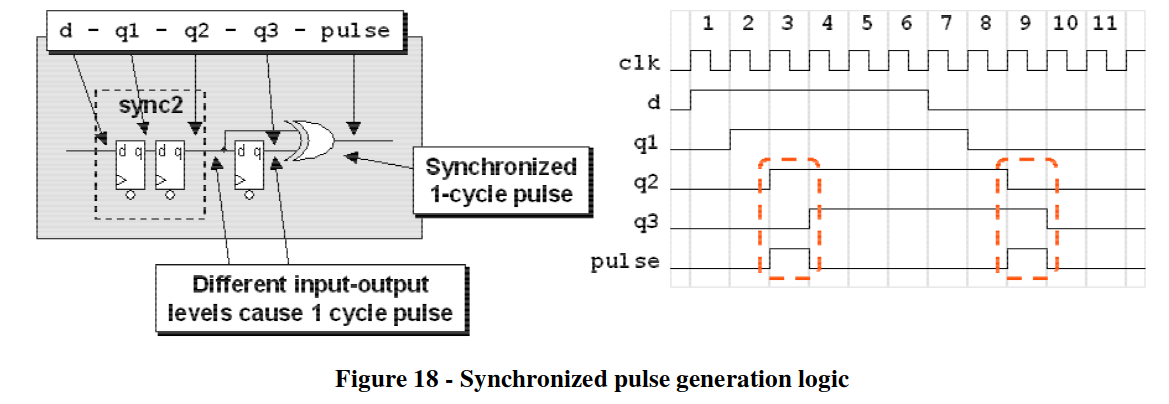 d - q1 - q2 - q3 - pulse
sync2
d q
d q
d q
Synchronized
1-cycle pulse
Different input-output
levels cause 1 cycle pulse
1 2 3 4 5 6 7 8 9 10 11
clk
d
q1
q2
q3
pulse
Figure 18 - Synchronized pulse generation logic